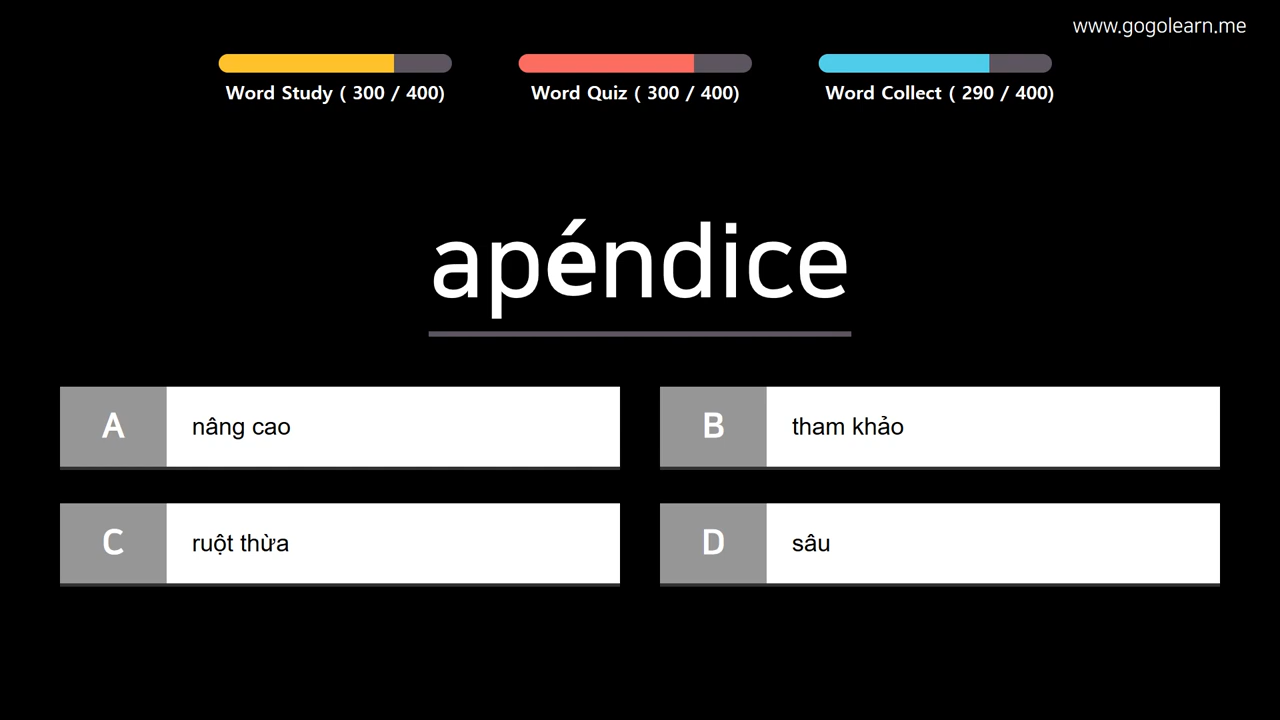 www.gogolearn.me
Word Study ( 300 / 400)
Word Quiz ( 300 / 400)
Word Collect ( 290 / 400)
apéndice
A nâng cao
B tham khảo
C ruột thừa
D sâu